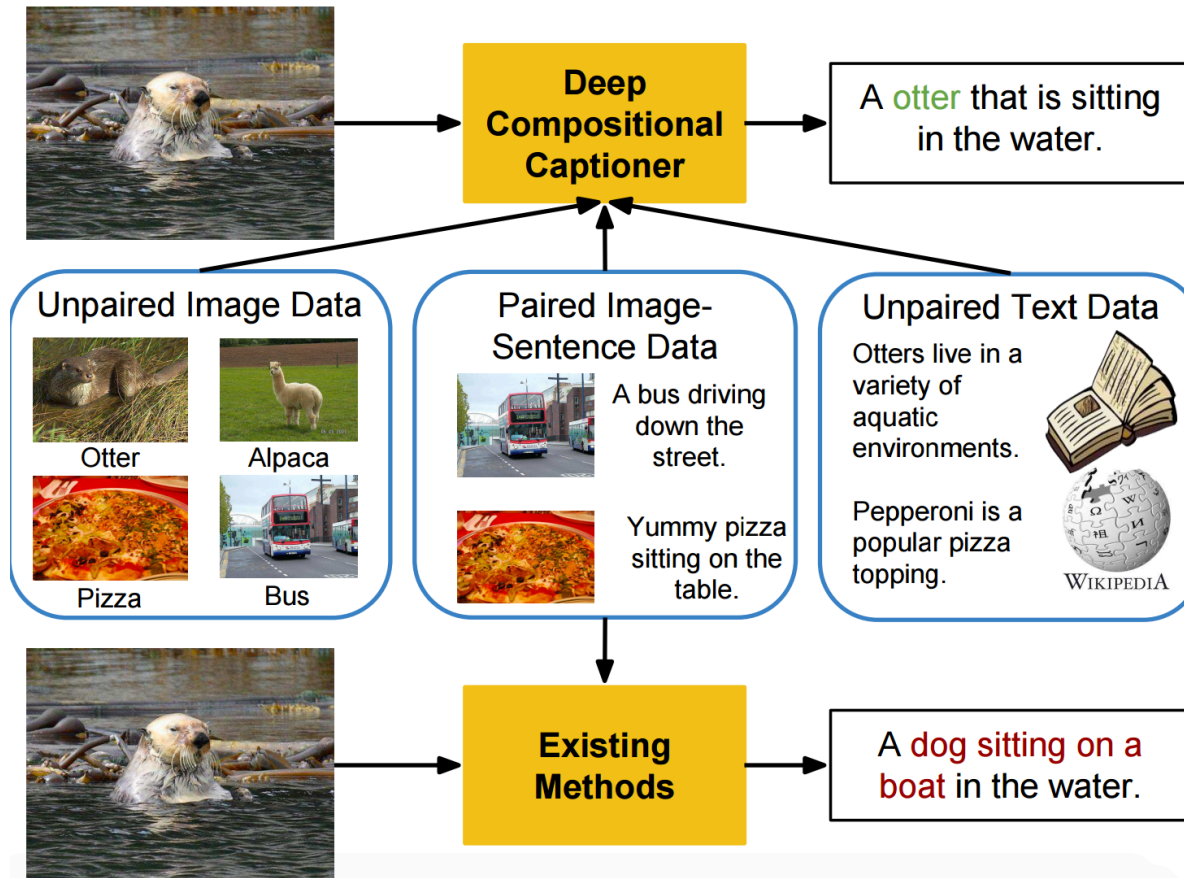 Deep
Compositional
Captioner
A otter that is sitting
in the water.
Unpaired Image Data
Otter
Alpaca
Pizza
Bus
Paired Image-
Sentence Data
A bus driving
down the
street.
Yummy pizza
sitting on the
table.
Unpaired Text Data
Otters live in a
variety of
aquatic
environments.
Pepperoni is a
popular pizza
topping.
WIKIPEDIA
Existing
Methods
A dog sitting on a
boat in the water.